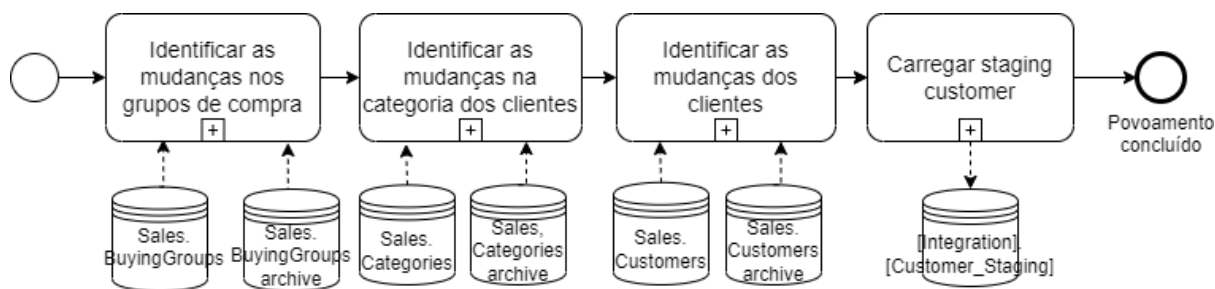 Identificar as
mudanças nos
grupos de compra
+
Identificar as
mudanças na
categoria dos clientes
+
Identificar as
mudanças dos
clientes
+
Carregar staging
customer
+
Povoamento
concluído
Sales.
BuyingGroups
Sales.
BuyingGroups
archive
Sales.
Categories
Sales,
Categories
archive
Sales.
Customers
Sales.
Customers
archive
[Integration].
[Customer_Staging]